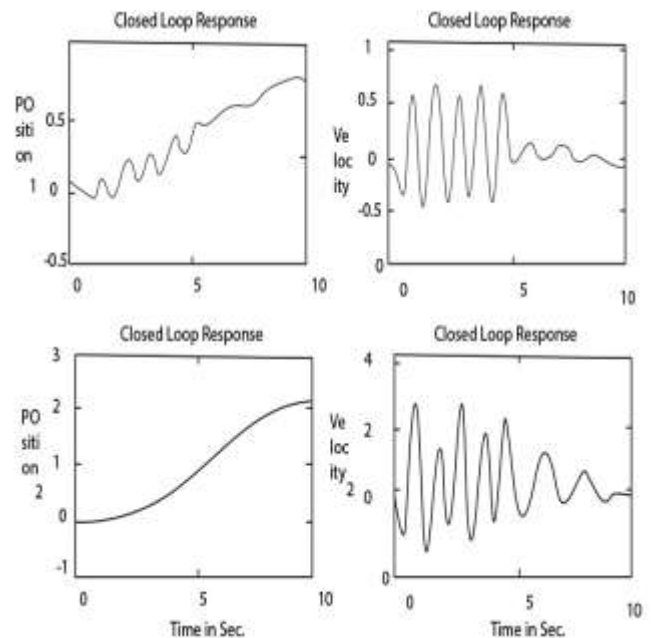 Closed Loop Response
PO
siti
on
1
0.5
0
-0.5
0 5 10
Closed Loop Response
Ve
loc
ity
1
0.5
0
-0.5
0
0 5 10
Closed Loop Response
PO
siti
on
2
3
2
1
0
-1
0 5 10
Time in Sec.
Closed Loop Response
Ve
loc
ity
2
4
2
0
0
0 5 10
Time in Sec.